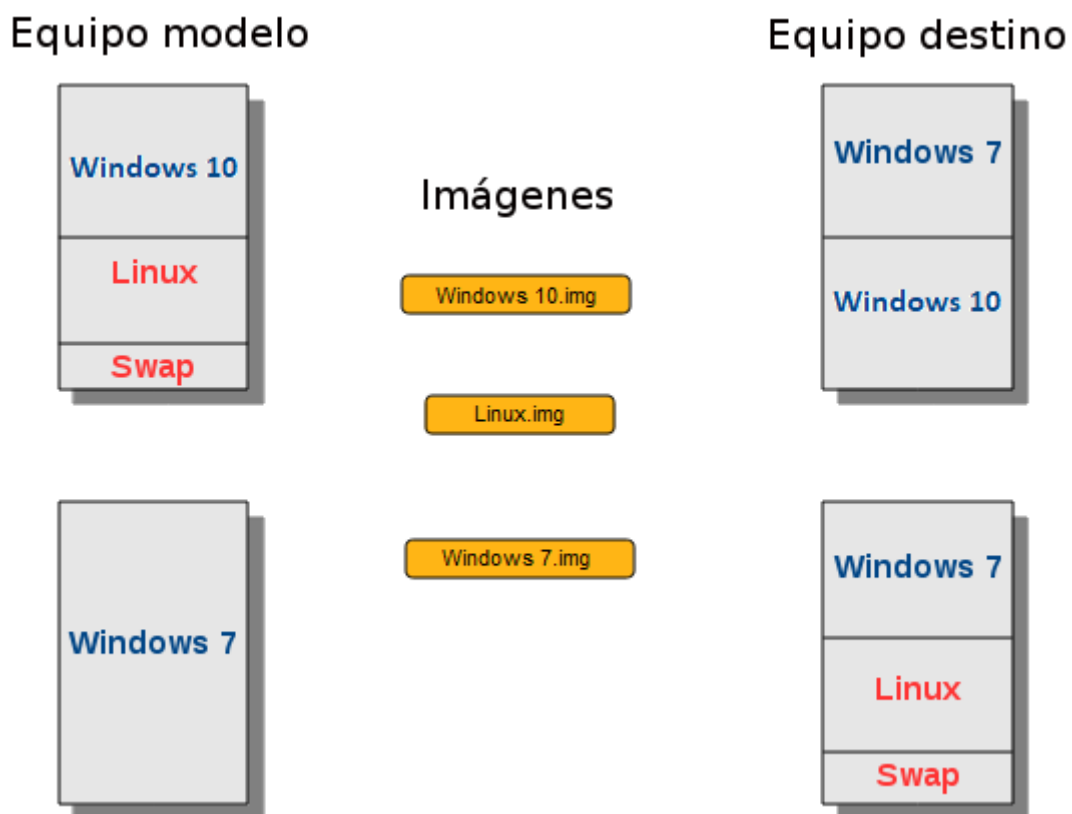 Equipo modelo
Windows 10
Linux
Swap
Windows 7
Imágenes
Windows 10.img
Linux.img
Windows 7.img
Equipo destino
Windows 7
Windows 10
Windows 7
Linux
Swap